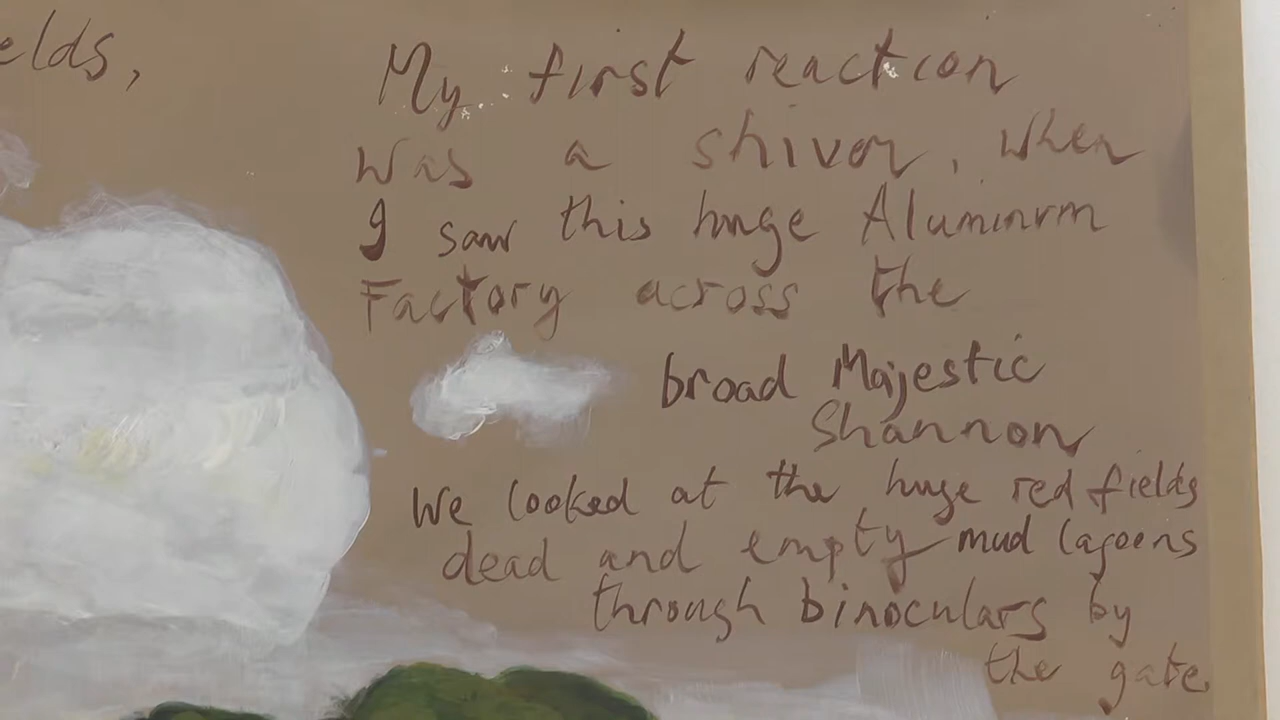 elds,
My first reaction
was a shiver, when
I saw this huge Aluminum
Factory across the
broad Majestic
Shannon
We looked at the huge red fields
dead and empty mud lagoons
through binoculars by
the gate.